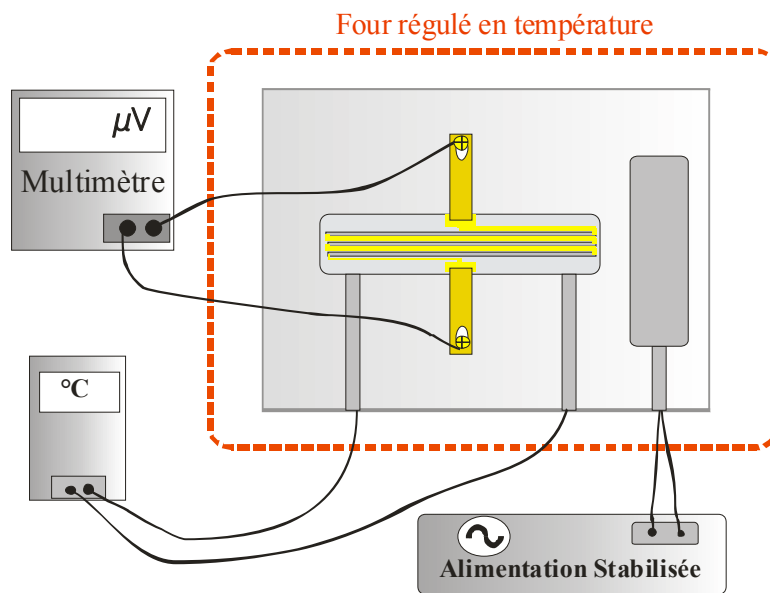 Four régulé en température
µV
Multimètre
°C
Alimentation Stabilisée